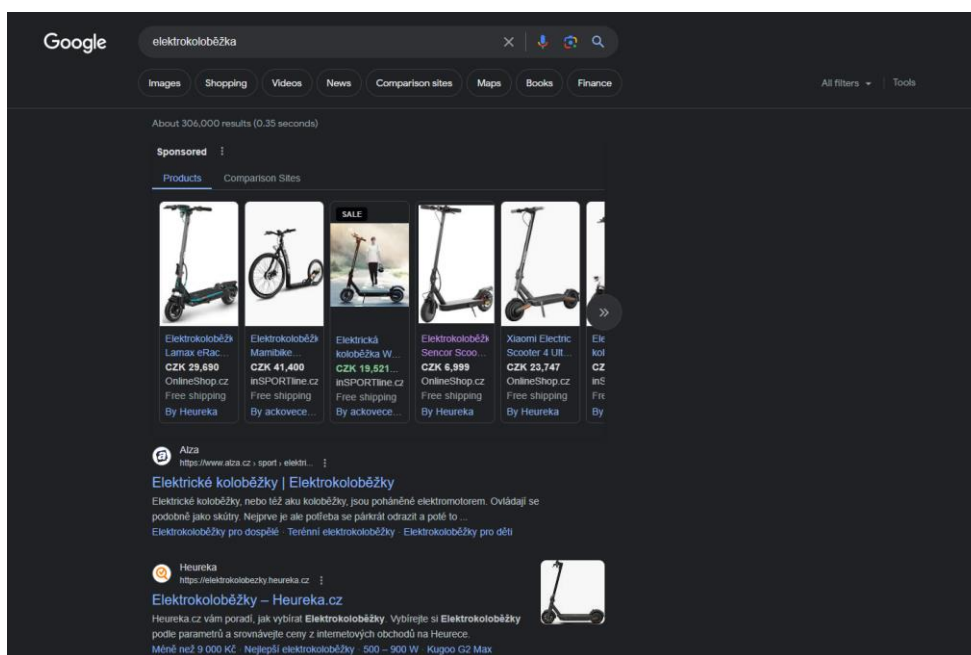 Google
elektrokoloběžka
Images Shopping Videos News Comparison sites Maps Books Finance
All filters Tools
About 306,000 results (0.35 seconds)
Sponsored
Products Comparison Sites
SALE
Elektrokoloběžk
Lamax eRac...
CZK 29,690
OnlineShop.cz
Free shipping
By Heureka
Elektrokoloběžk
Mamibike...
CZK 41,400
inSPORTline.cz
Free shipping
By ackovece...
Elektrická
koloběžka W...
CZK 19,521...
inSPORTline.cz
Free shipping
By ackovece...
Elektrokoloběžk
Sencor Scoo...
CZK 6,999
OnlineShop.cz
Free shipping
By Heureka
Xiaomi Electric
Scooter 4 Ult...
CZK 23,747
OnlineShop.cz
Free shipping
By Heureka
Ele
kol
CZ
inS
Fre
By
Alza
https://www.alza.cz › sport › elektri...
Elektrické koloběžky | Elektrokoloběžky
Elektrické koloběžky, nebo též aku koloběžky, jsou poháněné elektromotorem. Ovládají se
podobně jako skútry. Nejprve je ale potřeba se párkrát odrazit a poté to ...
Elektrokoloběžky pro dospělé · Terénní elektrokoloběžky · Elektrokoloběžky pro děti
Heureka
https://elektrokolobezky.heureka.cz
Elektrokoloběžky – Heureka.cz
Heureka.cz vám poradí, jak vybírat Elektrokoloběžky. Vybírejte si Elektrokoloběžky
podle parametrů a srovnávejte ceny z internetových obchodů na Heurece.
Méně než 9 000 Kč · Nejlepší elektrokoloběžky · 500 – 900 W · Kugoo G2 Max